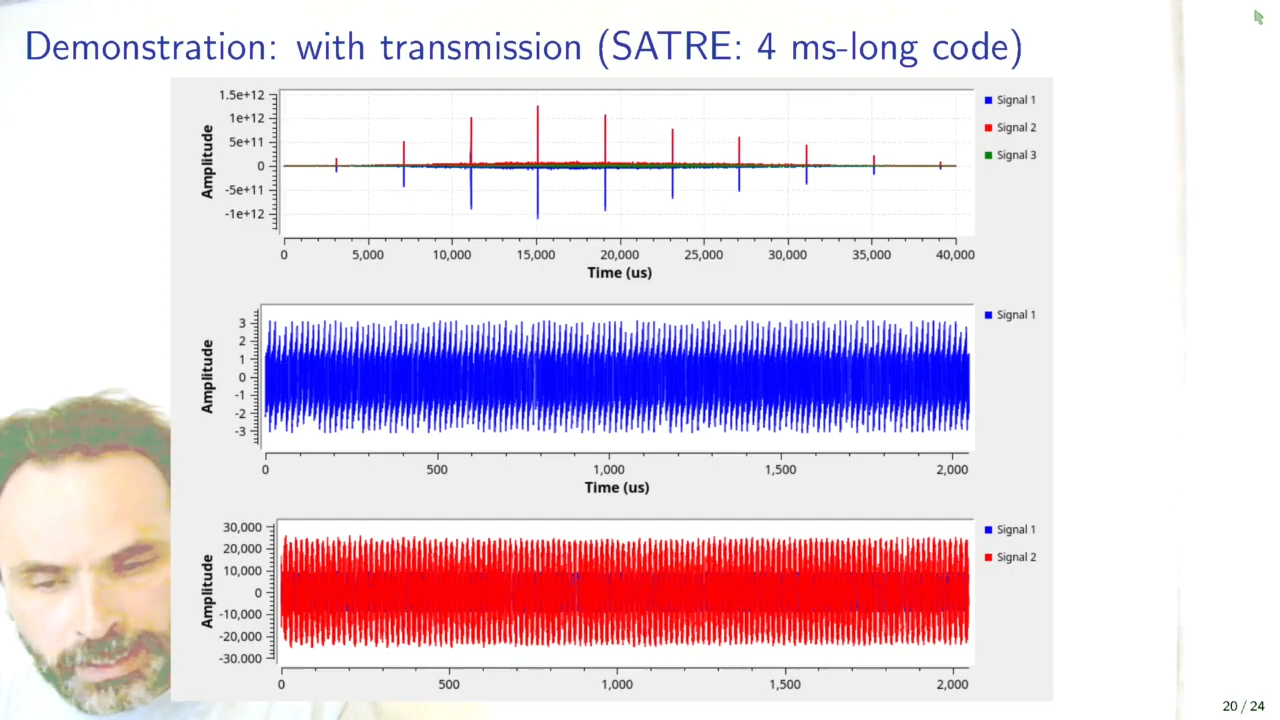 Demonstration: with transmission (SATRE: 4 ms-long code)
1.5e+12
1e+12
5e+11
0
-5e+11
-1e+12
Amplitude
0 5,000 10,000 15,000 20,000 25,000 30,000 35,000 40,000
Time (us)
Signal 1
Signal 2
Signal 3
3
2
1
0
-1
-2
-3
Amplitude
0 500 1,000 1,500 2,000
Time (us)
Signal 1
30,000
20,000
10,000
0
-10,000
-20,000
-30.000
Amplitude
0 500 1,000 1,500 2,000
Signal 1
Signal 2
20 / 24